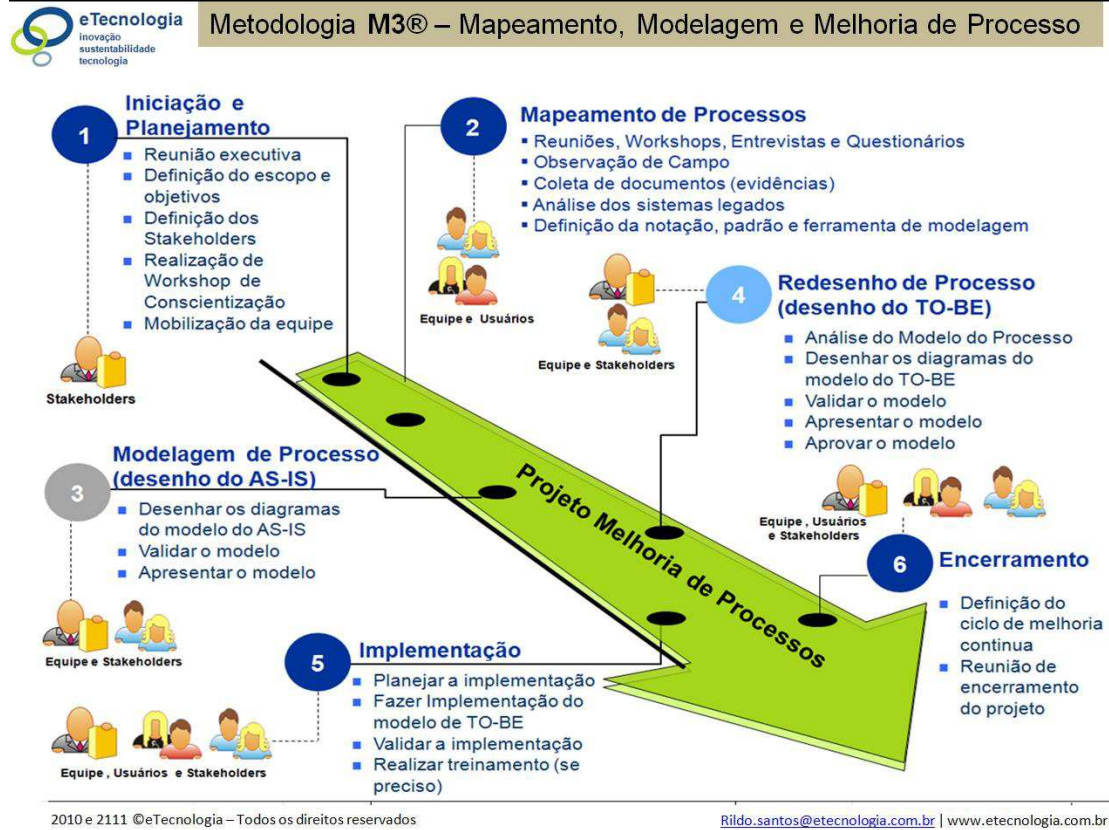 eTecnologia
inovação
sustentabilidade
tecnologia
Metodologia M3® – Mapeamento, Modelagem e Melhoria de Processo
1
Iniciação e
Planejamento
Reunião executiva
Definição do escopo e
objetivos
Definição dos
Stakeholders
Realização de
Workshop de
Conscientização
Mobilização da equipe
Stakeholders
2
Mapeamento de Processos
Reuniões, Workshops, Entrevistas e Questionários
Observação de Campo
Coleta de documentos (evidências)
Análise dos sistemas legados
Definição da notação, padrão e ferramenta de modelagem
Equipe e Usuários
3
Modelagem de Processo
(desenho do AS-IS)
Desenhar os diagramas
do modelo do AS-IS
Validar o modelo
Apresentar o modelo
Equipe e Stakeholders
4
Redesenho de Processo
(desenho do TO-BE)
Análise do Modelo do Processo
Desenhar os diagramas do
modelo do TO-BE
Validar o modelo
Apresentar o modelo
Aprovar o modelo
Equipe e Stakeholders
Projeto Melhoria de Processos
5
Implementação
Planejar a implementação
Fazer Implementação do
modelo de TO-BE
Validar a implementação
Realizar treinamento (se
preciso)
Equipe , Usuários e Stakeholders
6
Encerramento
Definição do
ciclo de melhoria
continua
Reunião de
encerramento
do projeto
Equipe , Usuários
e Stakeholders
2010 e 2111 ©eTecnologia – Todos os direitos reservados
Rildo.santos@etecnologia.com.br | www.etecnologia.com.br